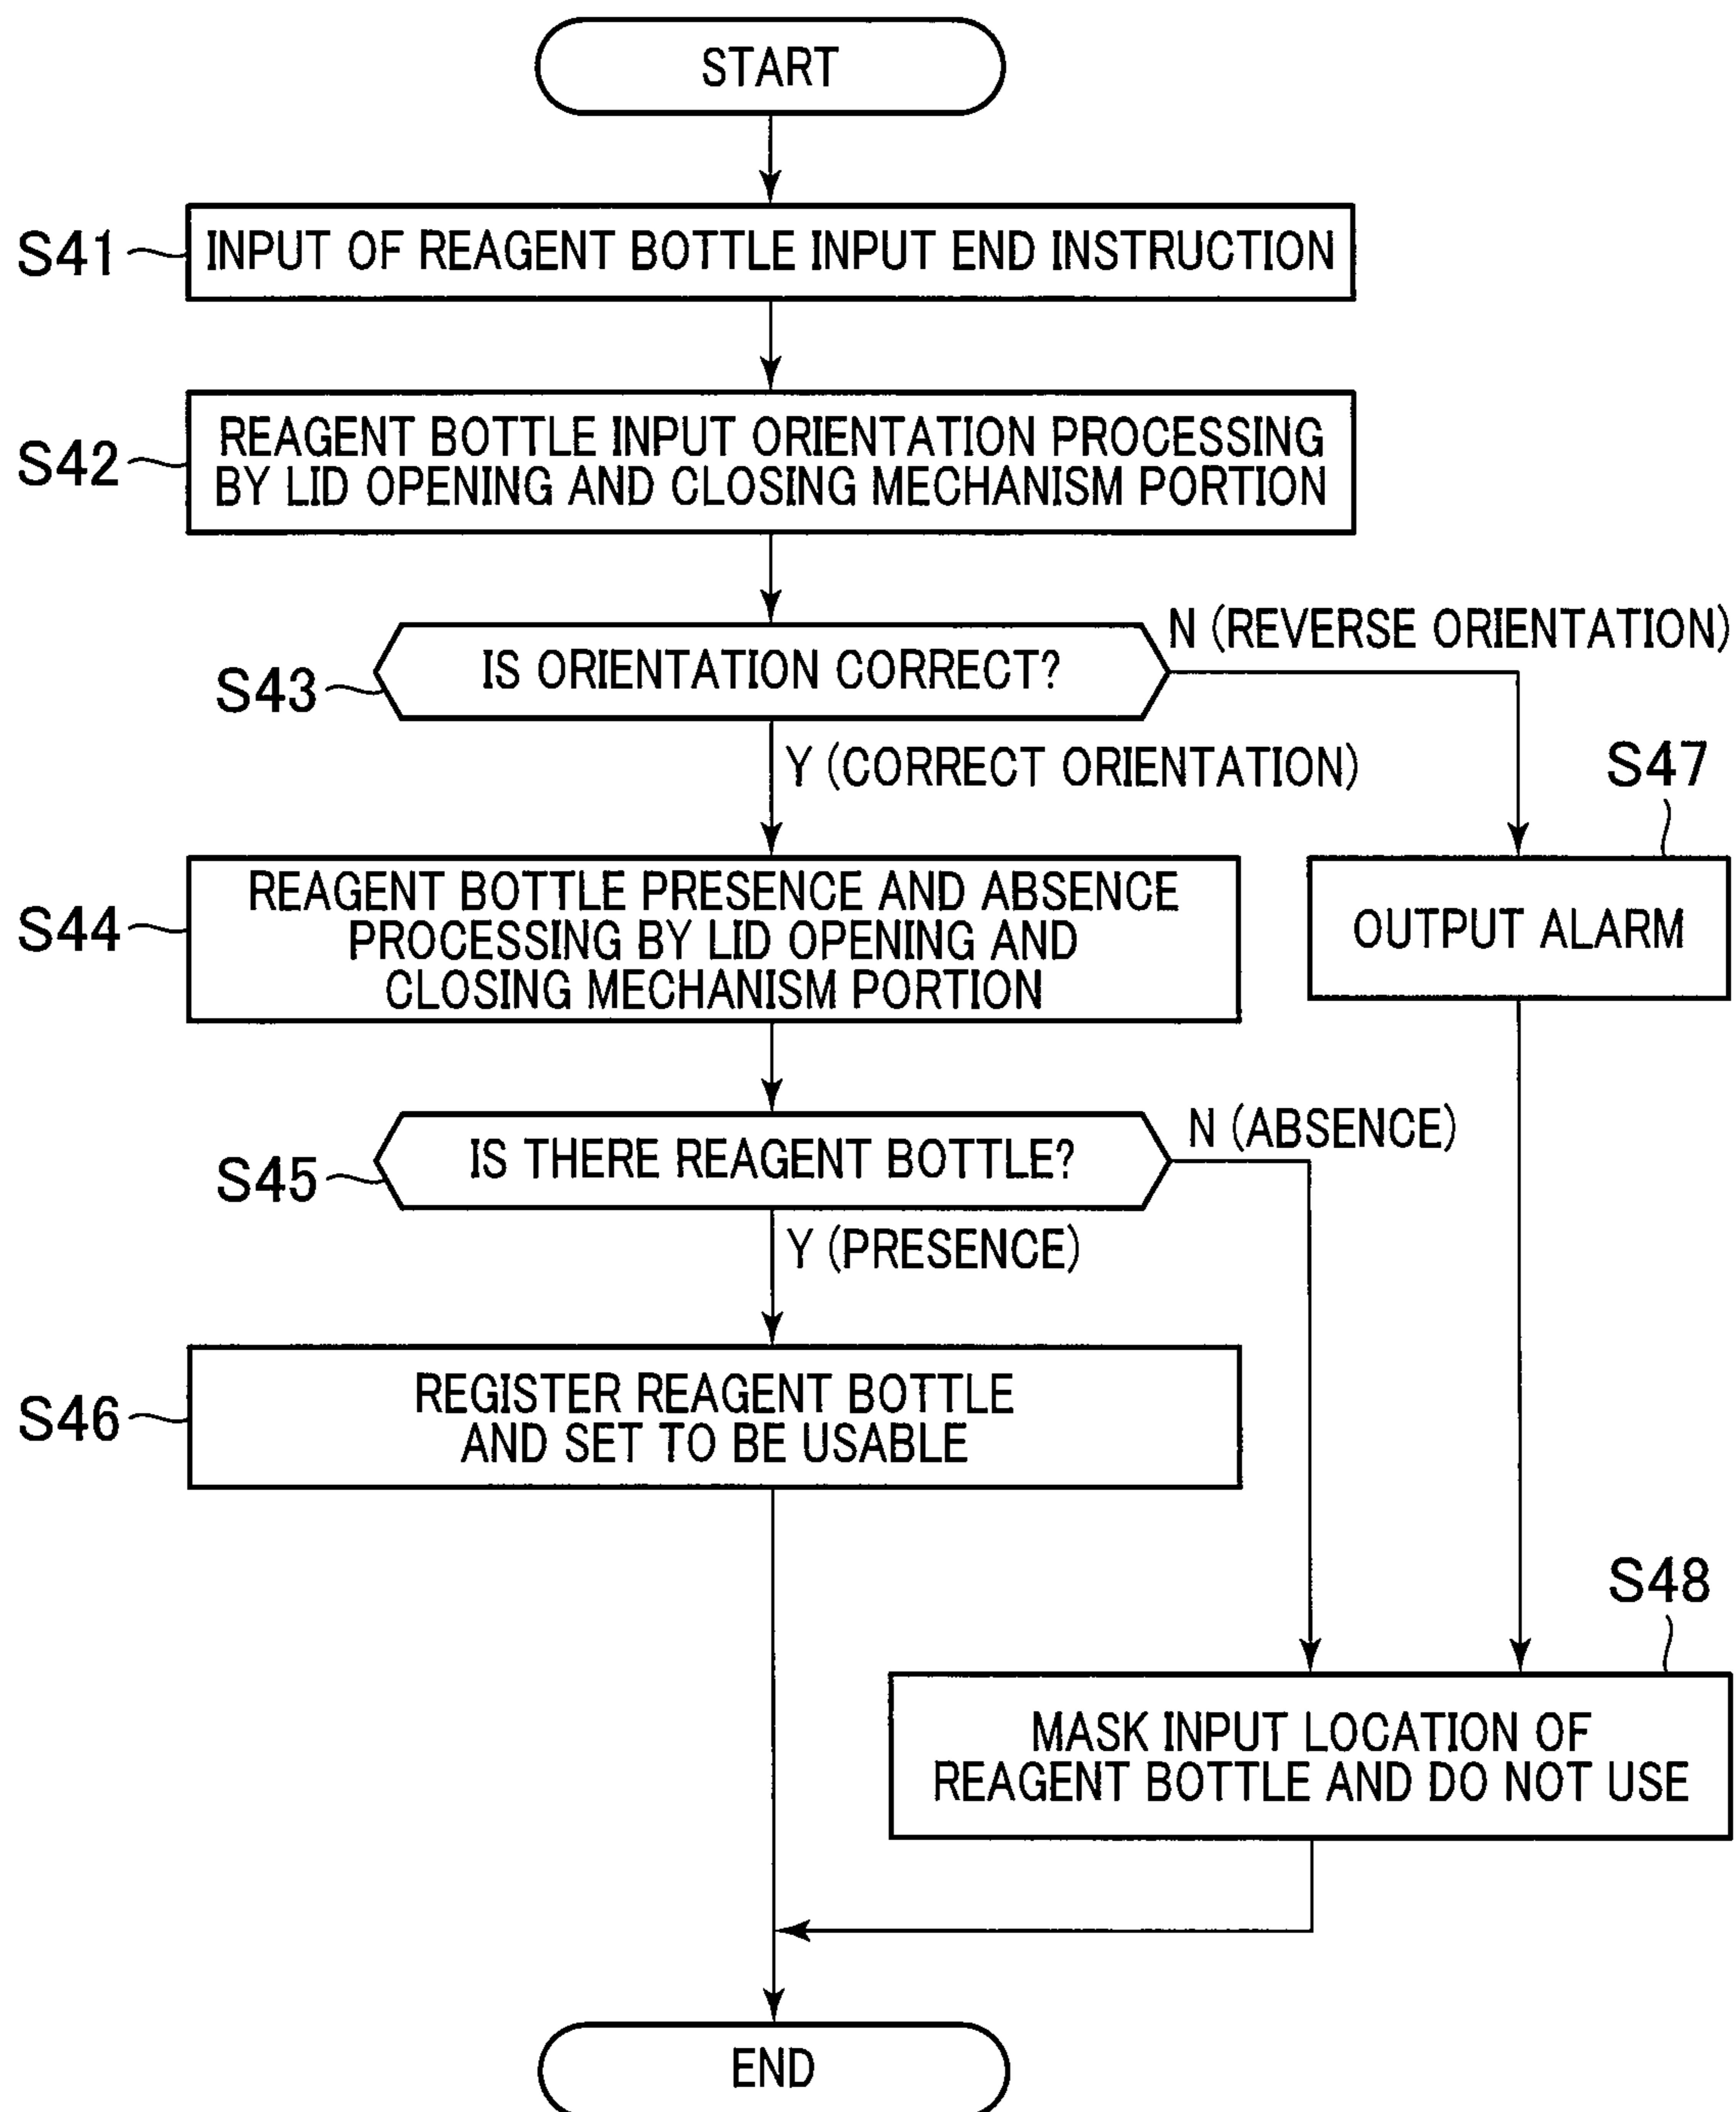 START
S41
INPUT OF REAGENT BOTTLE INPUT END INSTRUCTION
S42
REAGENT BOTTLE INPUT ORIENTATION PROCESSING
BY LID OPENING AND CLOSING MECHANISM PORTION
S43
IS ORIENTATION CORRECT?
N (REVERSE ORIENTATION)
Y (CORRECT ORIENTATION)
S47
OUTPUT ALARM
S44
REAGENT BOTTLE PRESENCE AND ABSENCE
PROCESSING BY LID OPENING AND
CLOSING MECHANISM PORTION
S45
IS THERE REAGENT BOTTLE?
N (ABSENCE)
Y (PRESENCE)
S46
REGISTER REAGENT BOTTLE
AND SET TO BE USABLE
S48
MASK INPUT LOCATION OF
REAGENT BOTTLE AND DO NOT USE
END